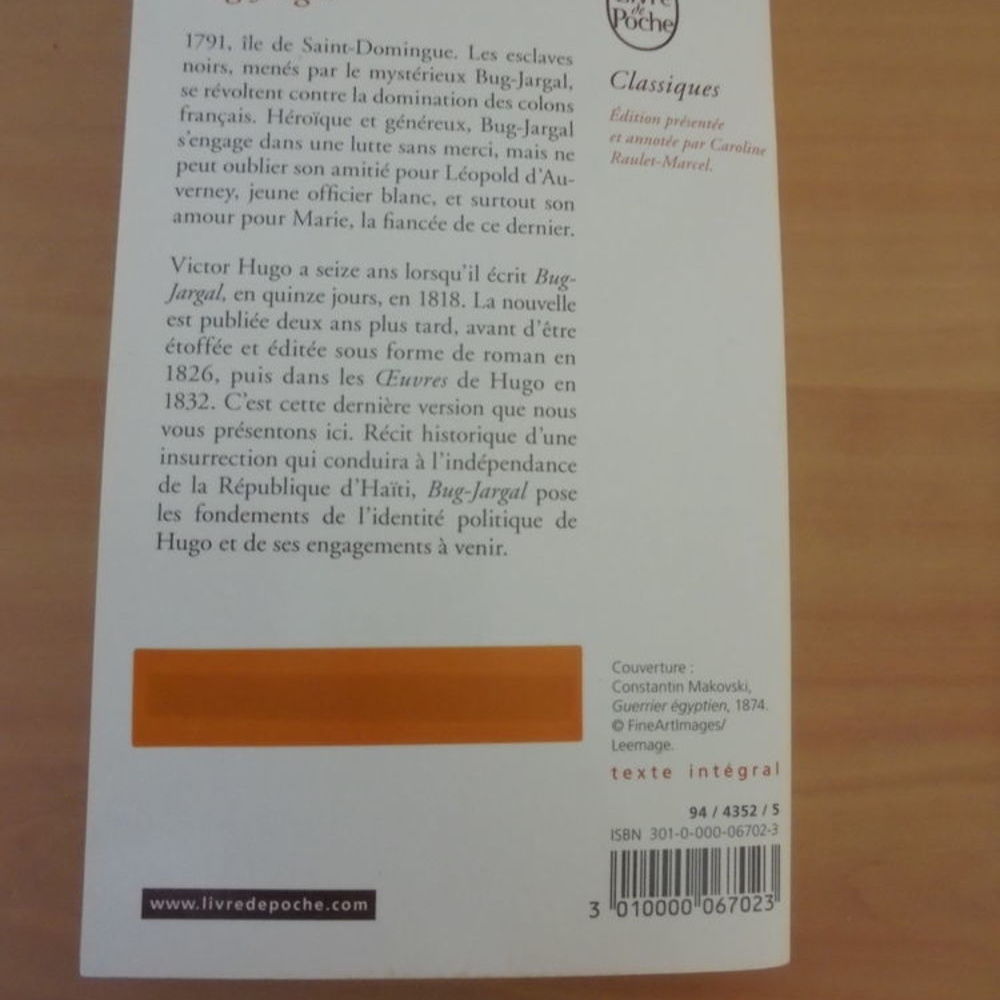 1791, île de Saint-Domingue. Les esclaves
noirs, menés par le mystérieux Bug-Jargal,
se révoltent contre la domination des colons
français. Héroïque et généreux, Bug-Jargal
s'engage dans une lutte sans merci, mais ne
peut oublier son amitié pour Léopold d'Au-
verney, jeune officier blanc, et surtout son
amour pour Marie, la fiancée de ce dernier.
Victor Hugo a seize ans lorsqu'il écrit Bug-
Jargal, en quinze jours, en 1818. La nouvelle
est publiée deux ans plus tard, avant d'être
étoffée et éditée sous forme de roman en
1826, puis dans les Œuvres de Hugo en
1832. C'est cette dernière version que nous
vous présentons ici. Récit historique d'une
insurrection qui conduira à l'indépendance
de la République d'Haïti, Bug-Jargal pose
les fondements de l'identité politique de
Hugo et de ses engagements à venir.
www.livredepoche.com
de
Poche
Classiques
Édition présentée
et annotée par Caroline
Raulet-Marcel.
Couverture :
Constantin Makovski,
Guerrier égyptien, 1874.
© FineArtImages/
Leemage.
texte intégral
94 / 4352 / 5
ISBN 301-0-000-06702-3
3 010000 067023